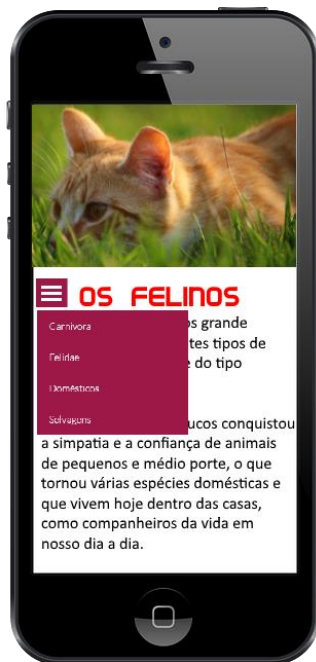 OS FELINOS
Carnivora
Felidae
Domésticos
Selvagens
os grande
tes tipos de
e do tipo
ucos conquistou
a simpatia e a confiança de animais
de pequenos e médio porte, o que
tornou várias espécies domésticas e
que vivem hoje dentro das casas,
como companheiros da vida em
nosso dia a dia.